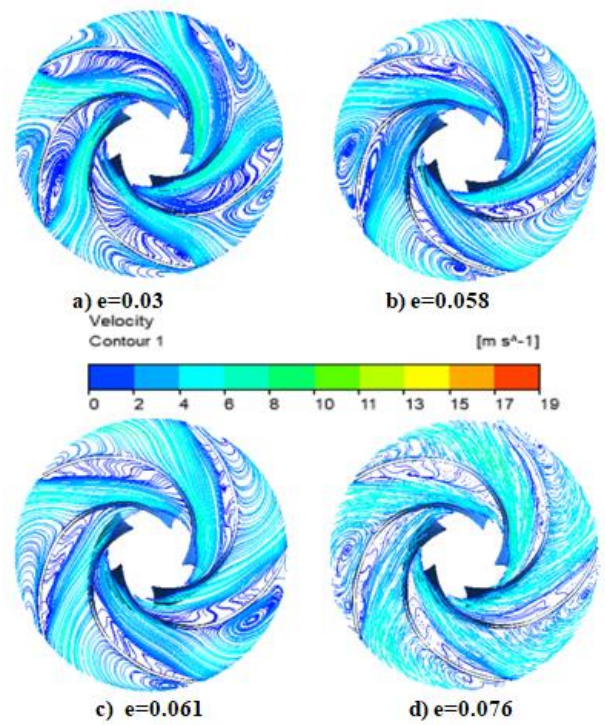 a) e=0.03 b) e=0.058
Velocity
Contour 1 [m s^-1]
0 2 4 6 8 10 11 13 15 17 19
c) e=0.061 d) e=0.076